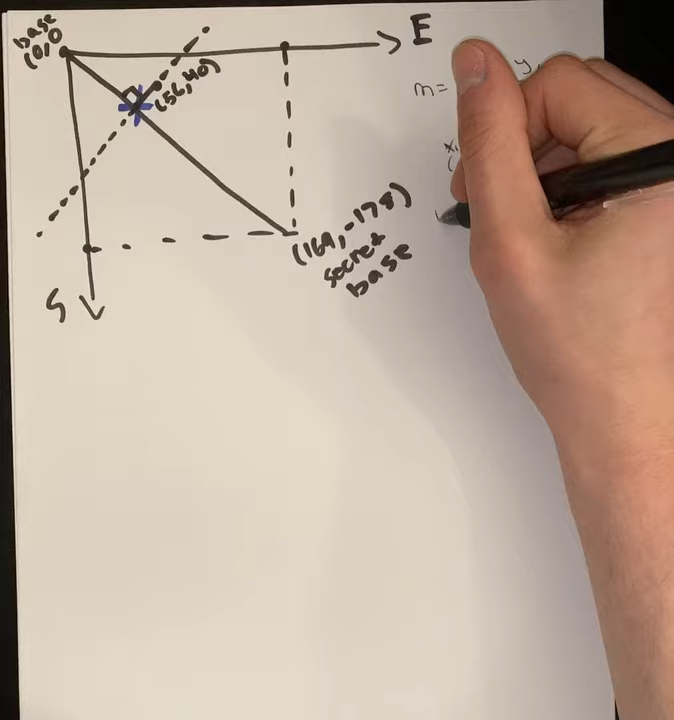 base
(0,0
E
(56,40)
m=
y
(169,-178)
secret
base
S